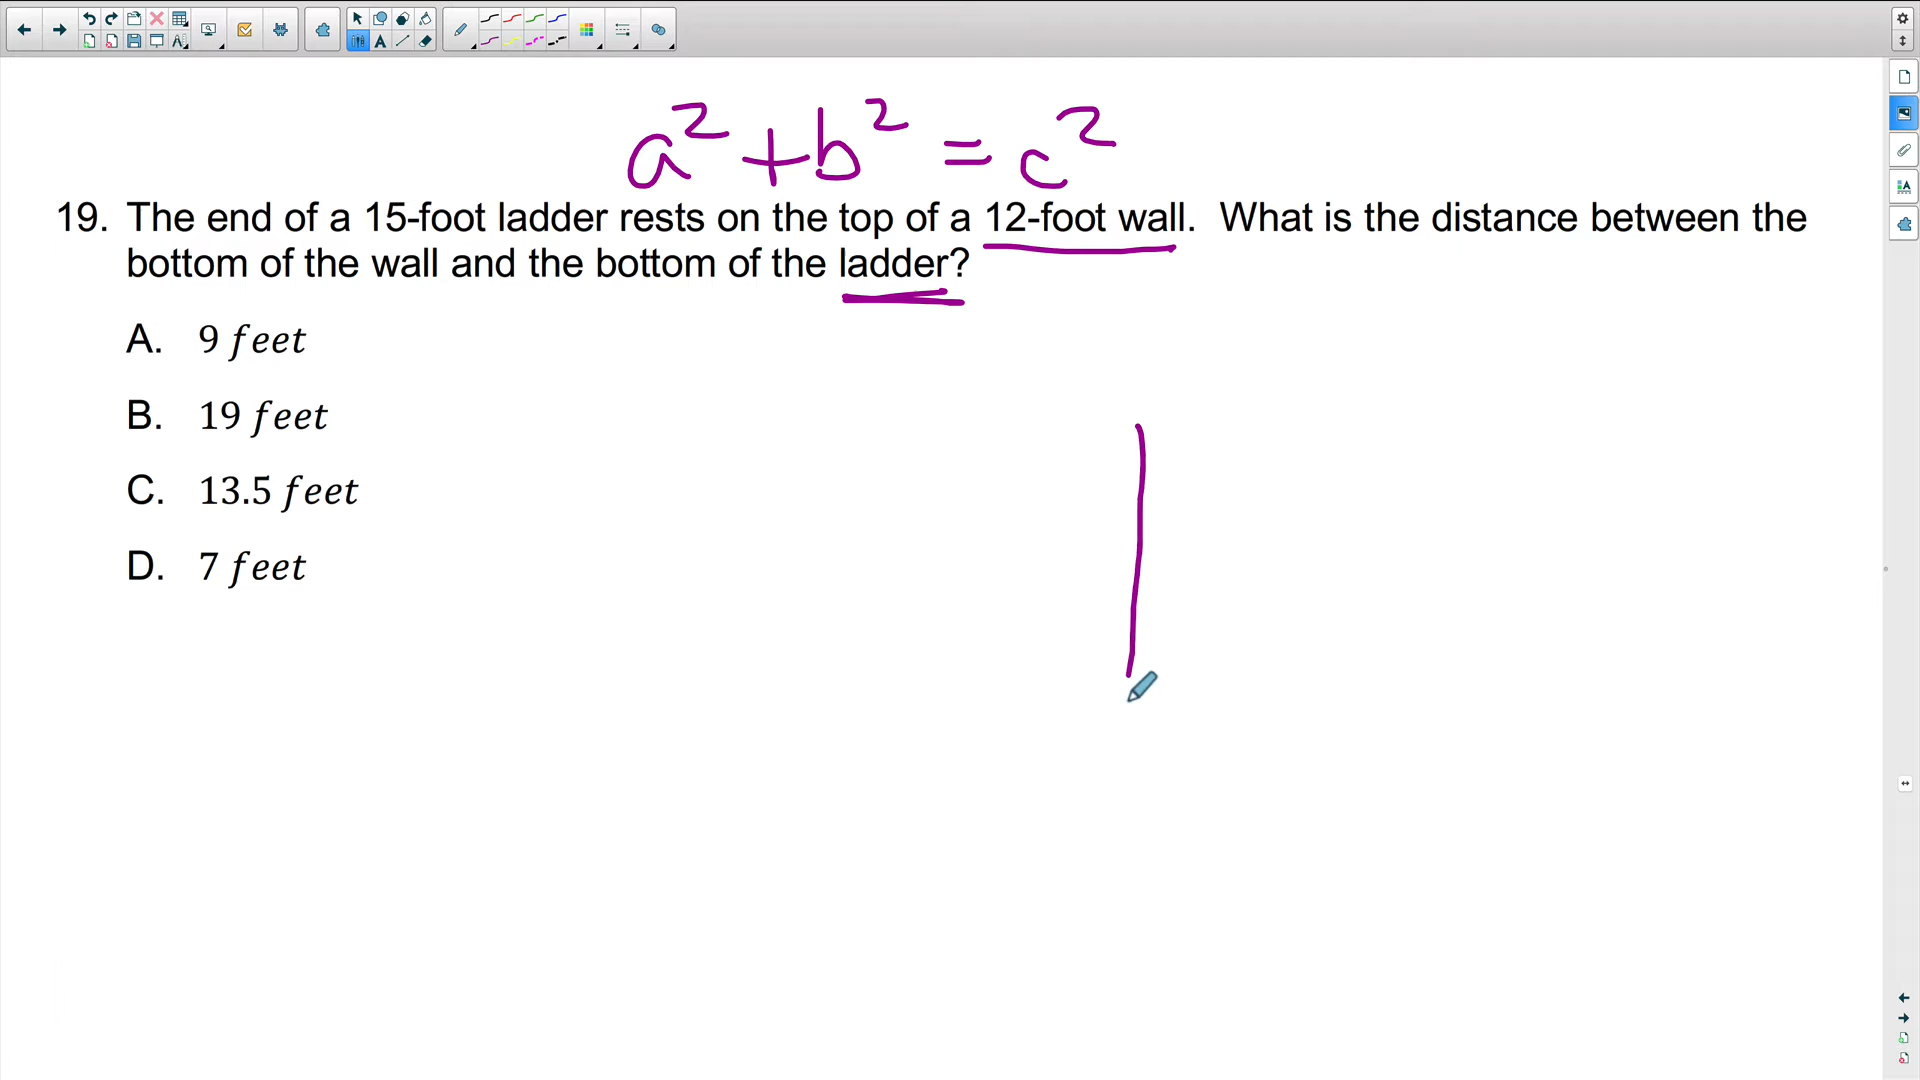 a² + b² = c²
19. The end of a 15-foot ladder rests on the top of a 12-foot wall. What is the distance between the
bottom of the wall and the bottom of the ladder?
A. 9 feet
B. 19 feet
C. 13.5 feet
D. 7 feet